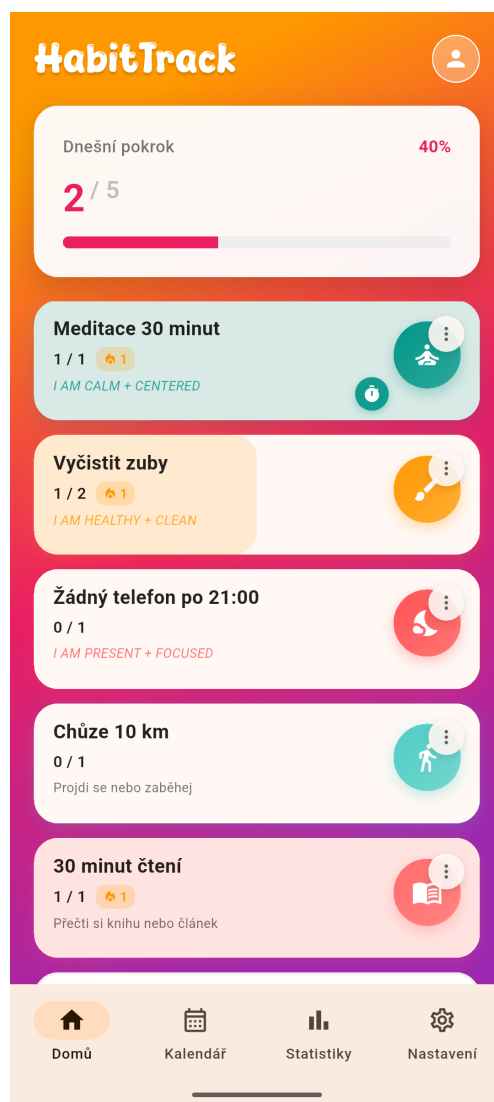 HabitTrack
Dnešní pokrok 40%
2 / 5
Meditace 30 minut
1 / 1 1
I AM CALM + CENTERED
Vyčistit zuby
1 / 2 1
I AM HEALTHY + CLEAN
Žádný telefon po 21:00
0 / 1
I AM PRESENT + FOCUSED
Chůze 10 km
0 / 1
Projdi se nebo zaběhej
30 minut čtení
1 / 1 1
Přečti si knihu nebo článek
Domů Kalendář Statistiky Nastavení